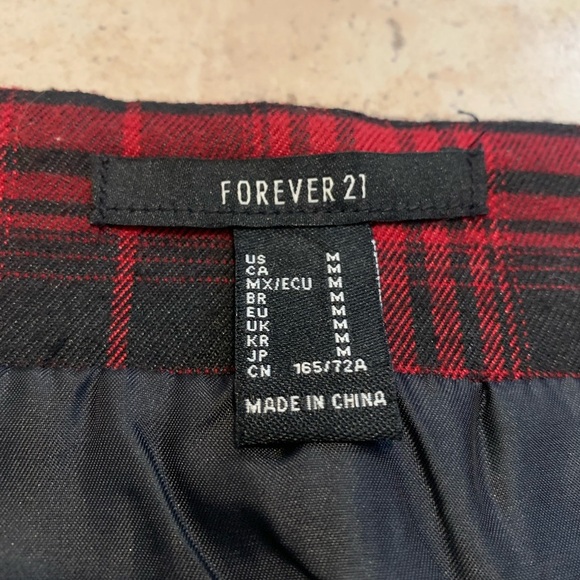 FOREVER 21
US M
CA M
MX/ECU M
BR M
EU M
UK M
KR M
JP M
CN 165/72A
MADE IN CHINA